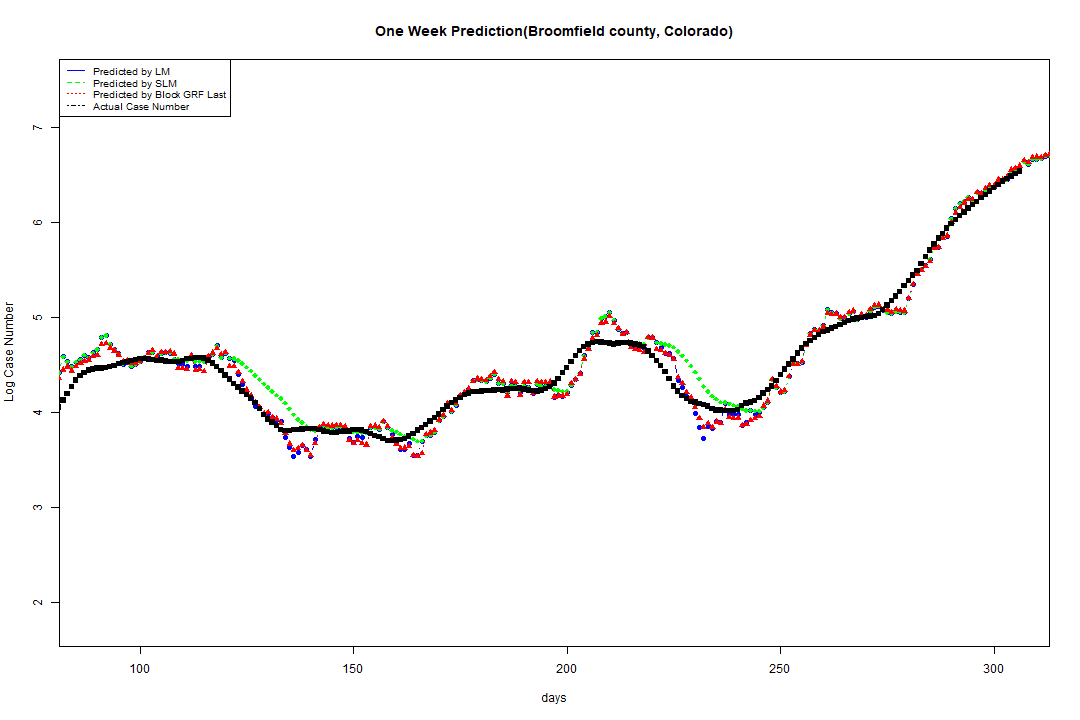 One Week Prediction(Broomfield county, Colorado)
Predicted by LM
Predicted by SLM
Predicted by Block GRF Last
Actual Case Number
7
6
5
4
3
2
Log Case Number
100 150 200 250 300
days